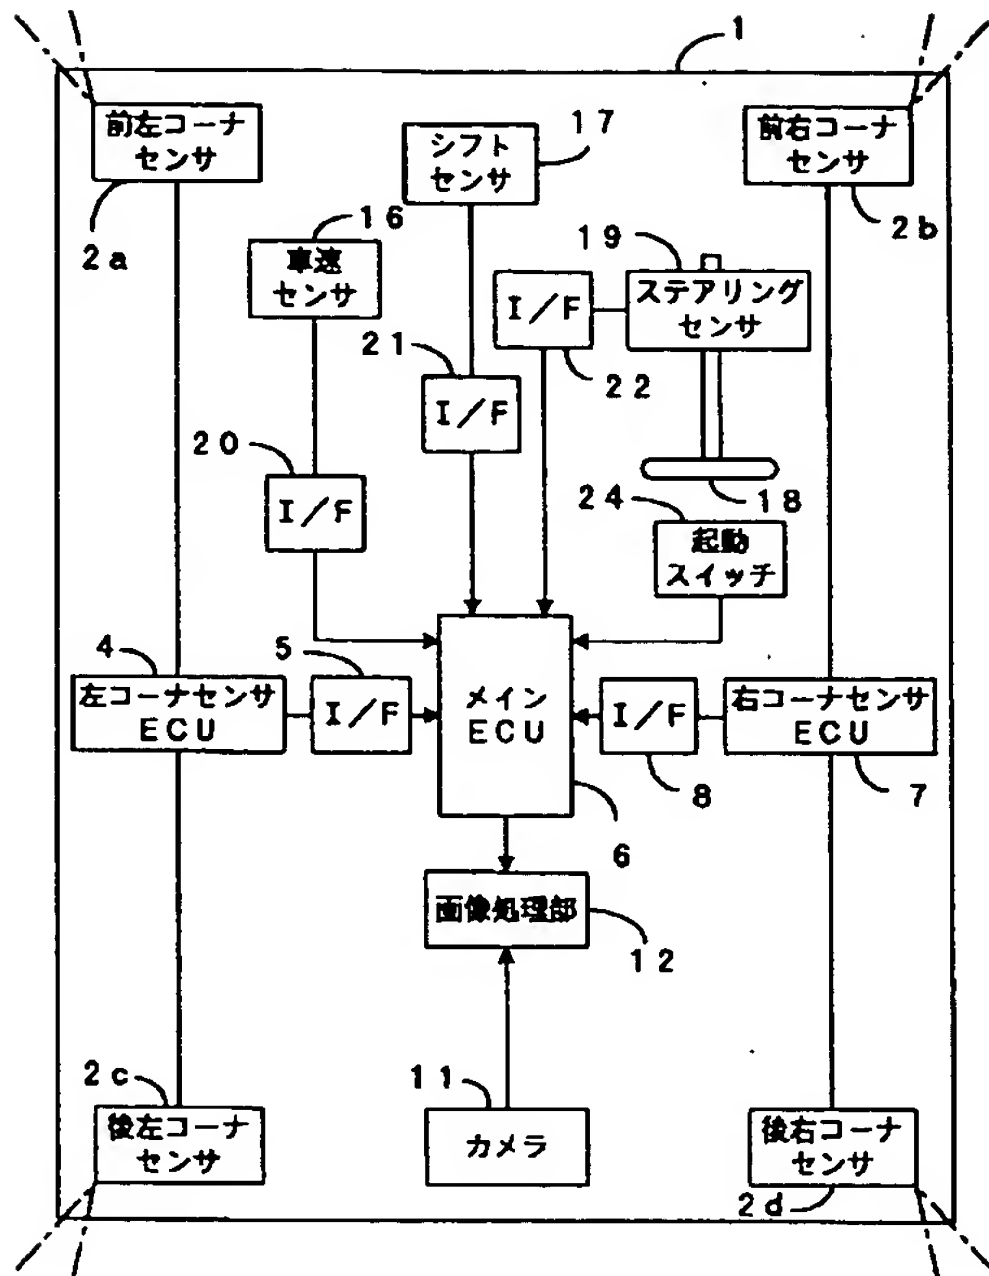 1
前左コーナ
センサ
2a
シフト
センサ
17
前右コーナ
センサ
2b
16
車速
センサ
19
ステアリング
センサ
I/F
22
21
I/F
20
I/F
18
24
起動
スイッチ
4
左コーナセンサ
ECU
5
I/F
メイン
ECU
6
I/F
8
右コーナセンサ
ECU
7
画像処理部
12
2c
後左コーナ
センサ
11
カメラ
後右コーナ
センサ
2d